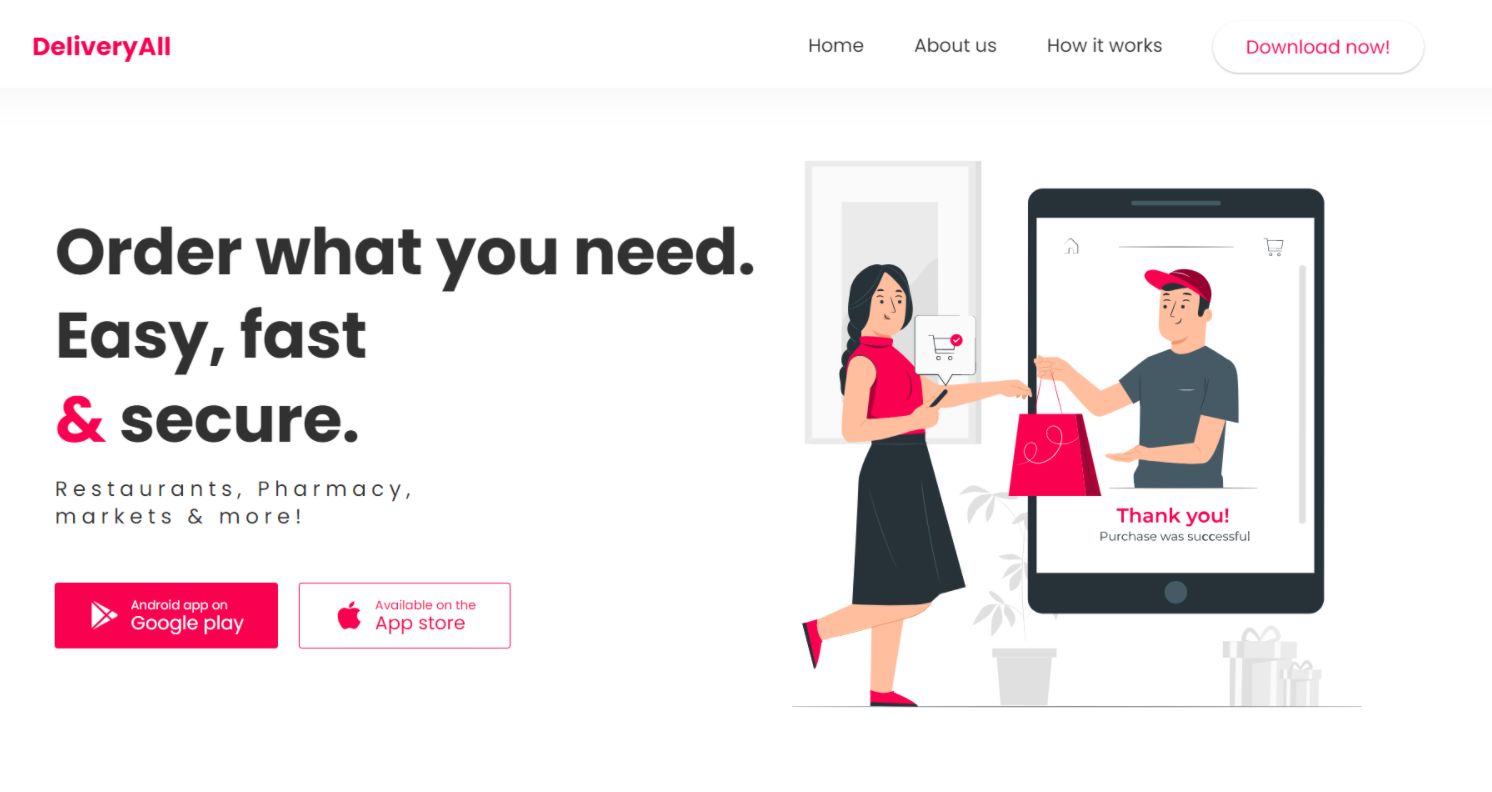 DeliveryAll
Home
About us
How it works
Download now!
Order what you need.
Easy, fast
& secure.
Restaurants, Pharmacy,
markets & more!
Android app on
Google play
Available on the
App store
Thank you!
Purchase was successful